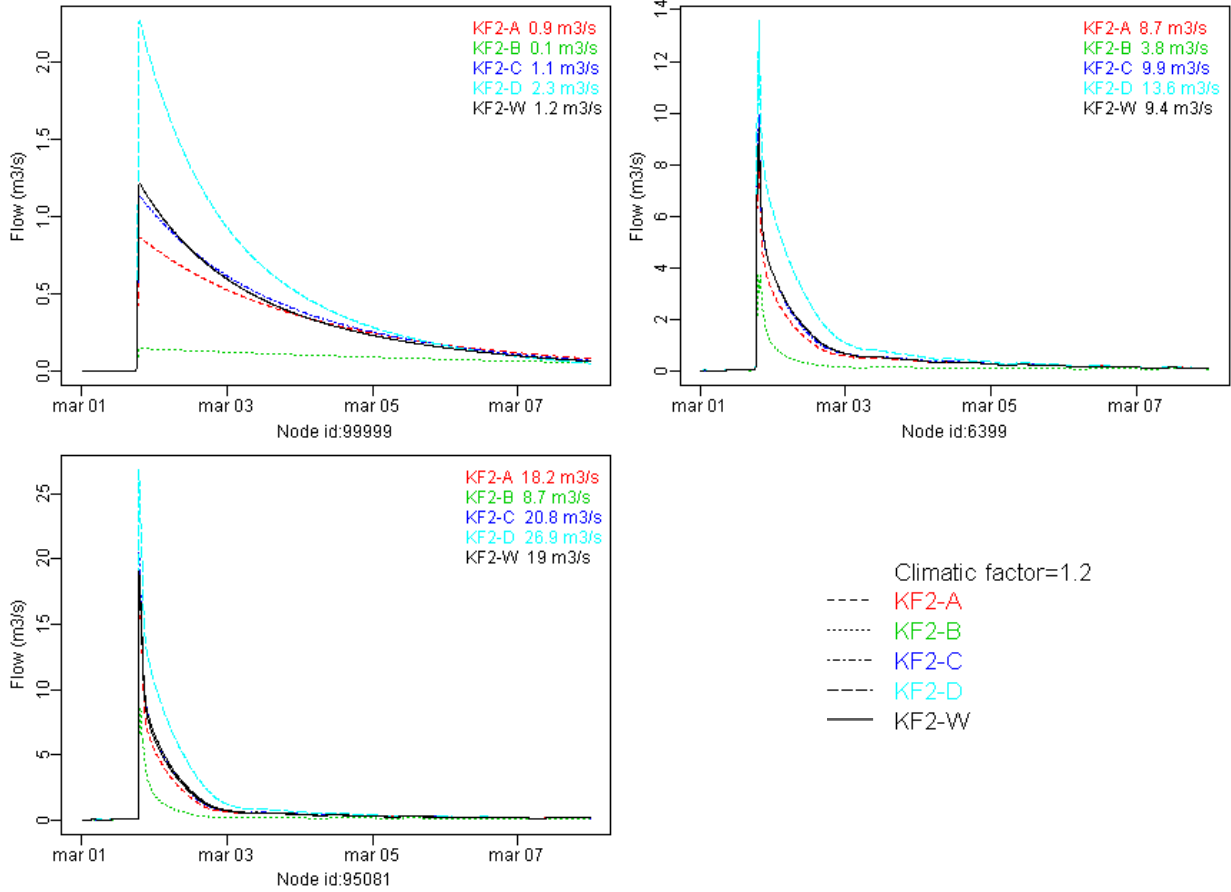 KF2-A 0.9 m3/s
KF2-B 0.1 m3/s
KF2-C 1.1 m3/s
KF2-D 2.3 m3/s
KF2-W 1.2 m3/s
Flow (m3/s)
2.0
1.5
1.0
0.5
0.0
mar 01 mar 03 mar 05 mar 07
Node id:99999
KF2-A 8.7 m3/s
KF2-B 3.8 m3/s
KF2-C 9.9 m3/s
KF2-D 13.6 m3/s
KF2-W 9.4 m3/s
Flow (m3/s)
14
12
10
8
6
4
2
0
mar 01 mar 03 mar 05 mar 07
Node id:6399
KF2-A 18.2 m3/s
KF2-B 8.7 m3/s
KF2-C 20.8 m3/s
KF2-D 26.9 m3/s
KF2-W 19 m3/s
Flow (m3/s)
25
20
15
10
5
0
mar 01 mar 03 mar 05 mar 07
Node id:95081
Climatic factor=1.2
KF2-A
KF2-B
KF2-C
KF2-D
KF2-W